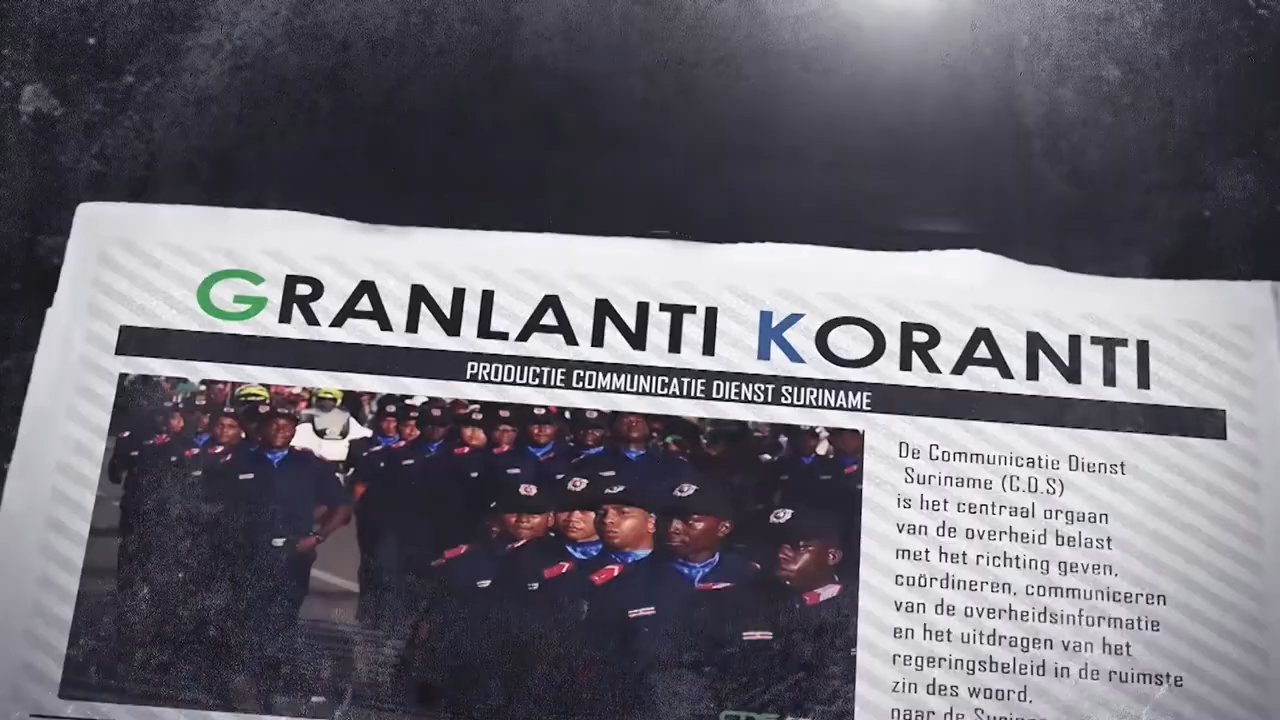 GRANLANTI KORANTI
PRODUCTIE COMMUNICATIE DIENST SURINAME
De Communicatie Dienst
Suriname (C.D.S)
is het centraal orgaan
van de overheid belast
met het richting geven,
coördineren, communiceren
van de overheidsinformatie
en het uitdragen van het
regeringsbeleid in de ruimste
zin des woord,
naar de